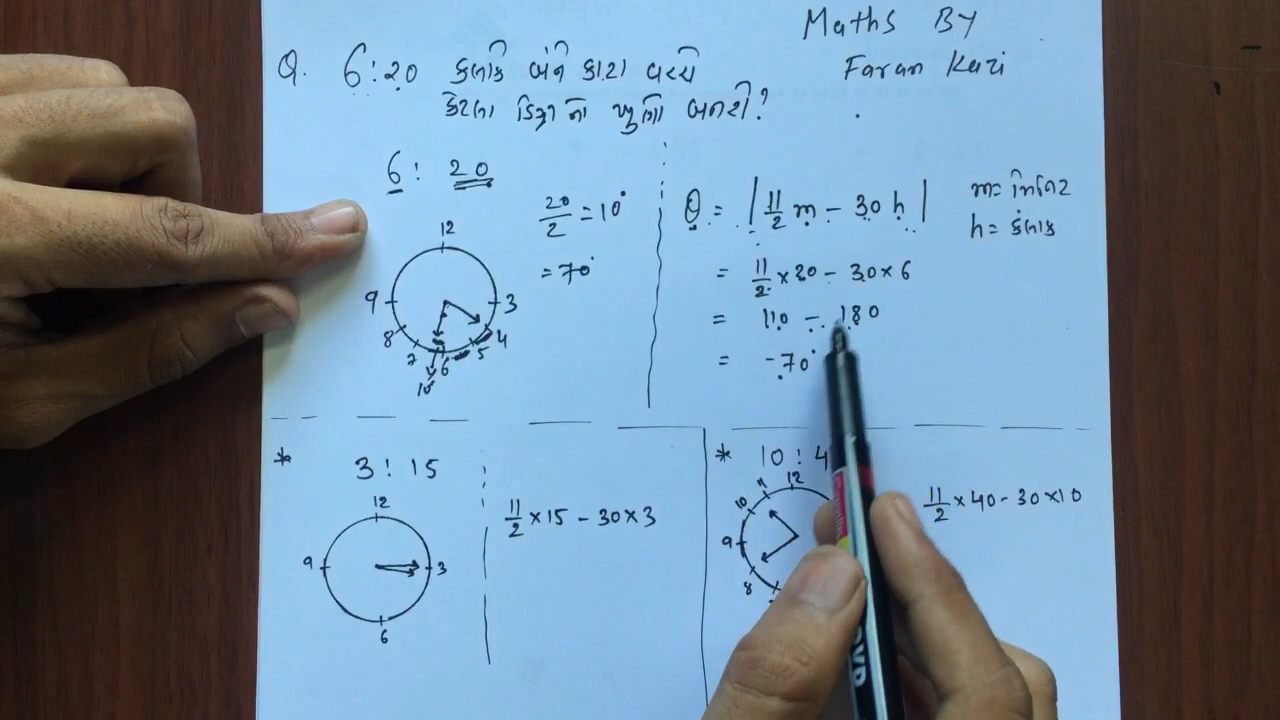 Maths By
Faran Kazi
Q. 6:20 કલાકે બંને કાટા વચ્ચે
કેટલા ડિગ્રી નો ખુણો બનશે?
6 : 20
20/2 = 10°
= 70°
12
9 3
8 4
7 6 5
10°
θ = |11/2 m - 30 h|
m = મિનિટ
h = કલાક
= 11/2 × 20 - 30 × 6
= 110 - 180
= -70°
* 3 : 15
12
9 3
6
11/2 × 15 - 30 × 3
* 10 : 4
12
11
10
9
8
11/2 × 40 - 30 × 10